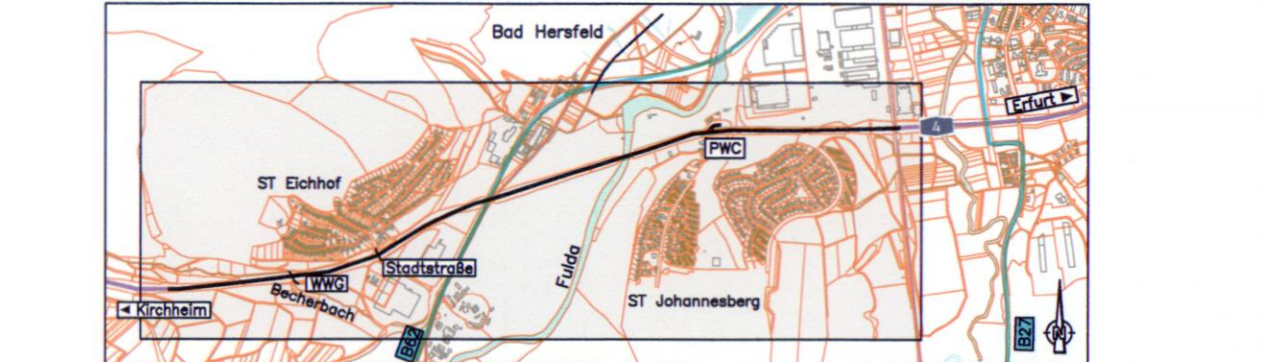 Bad Hersfeld
Erfurt ►
4
PWC
ST Eichhof
Stadtstraße
WWG
Becherbach
◄ Kirchheim
Fulda
ST Johannesberg
B62
B27
N